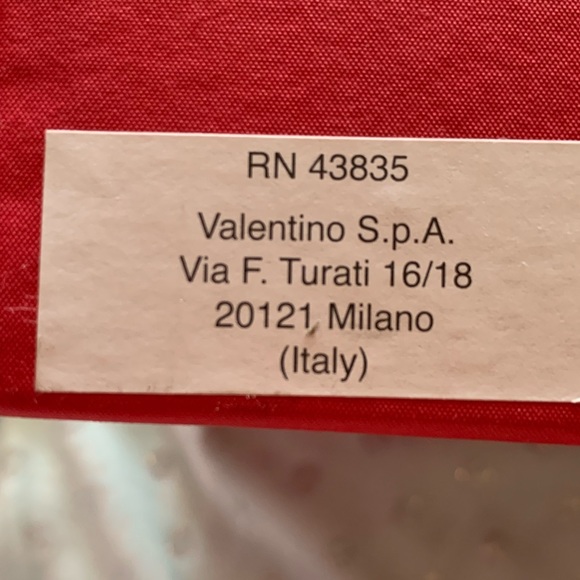 RN 43835
Valentino S.p.A.
Via F. Turati 16/18
20121 Milano
(Italy)